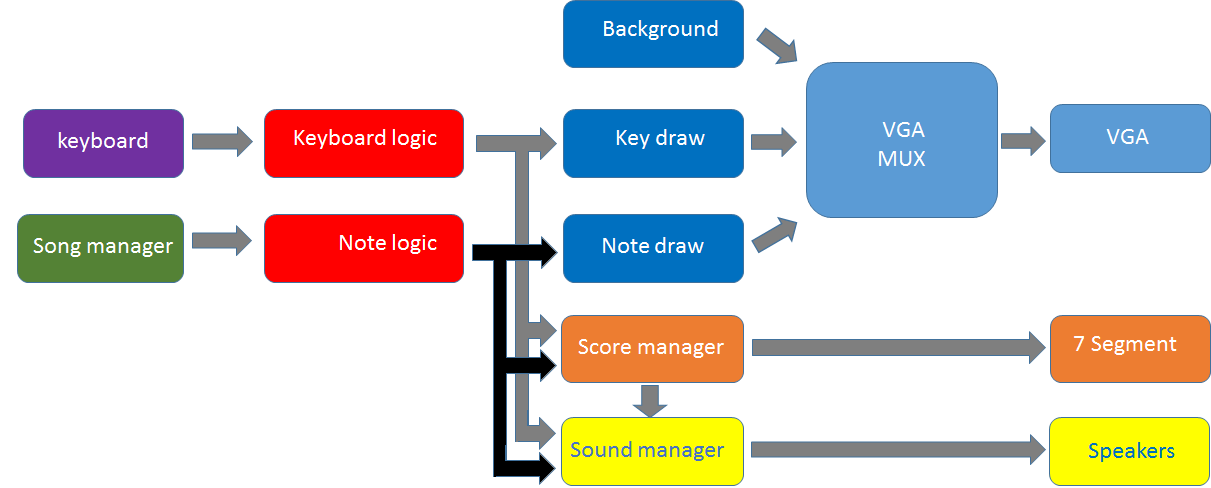 Background
keyboard
Keyboard logic
Key draw
VGA
MUX
VGA
Song manager
Note logic
Note draw
Score manager
7 Segment
Sound manager
Speakers